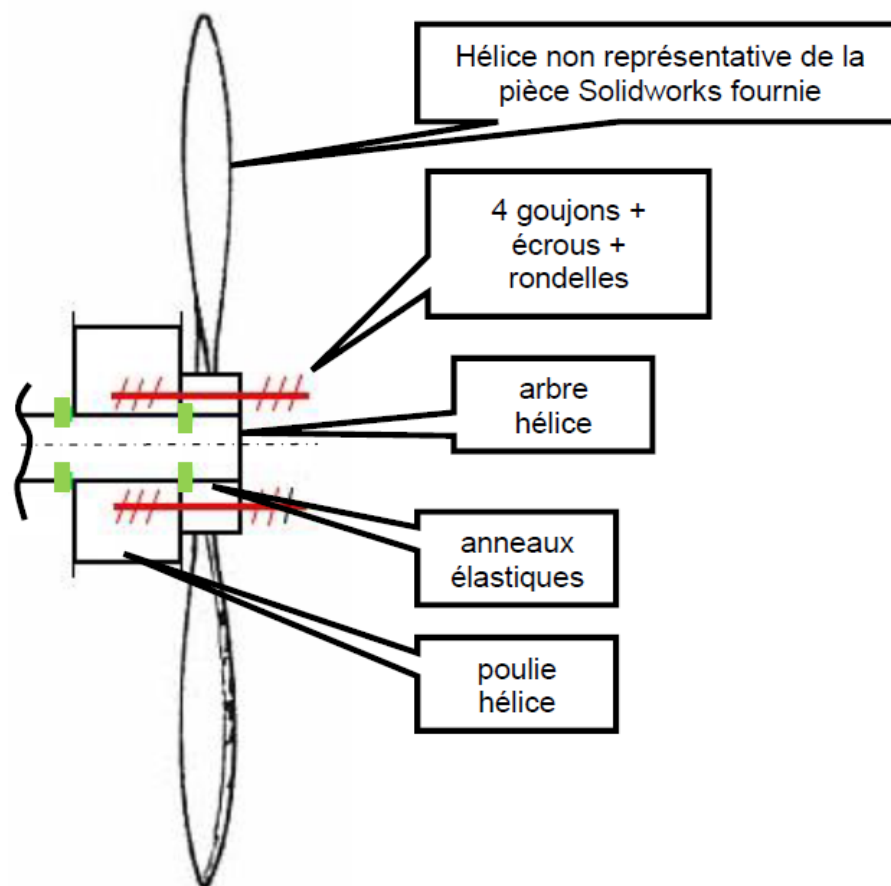 Hélice non représentative de la
pièce Solidworks fournie
4 goujons +
écrous +
rondelles
arbre
hélice
anneaux
élastiques
poulie
hélice